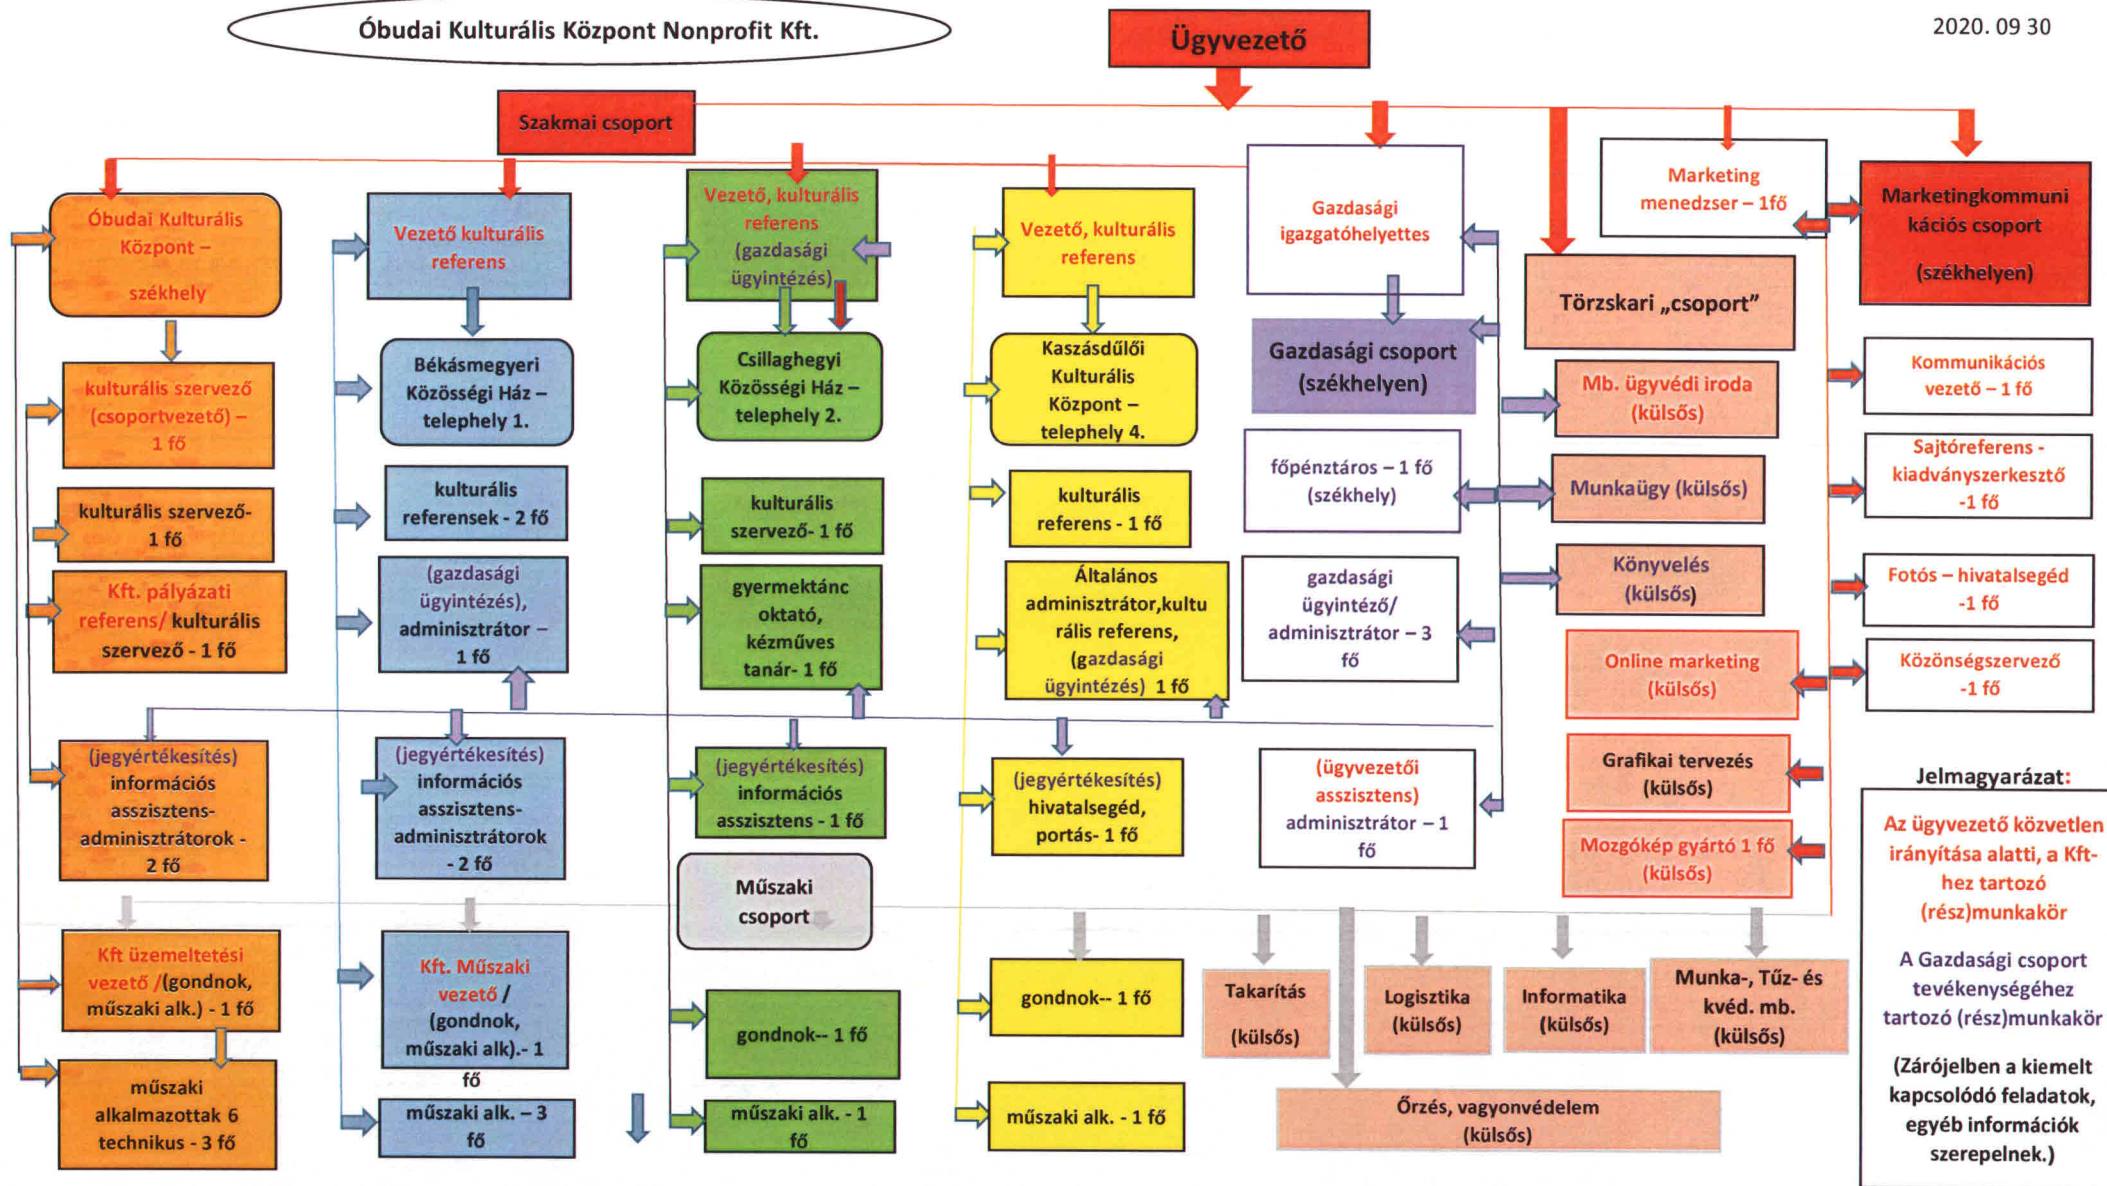 Óbudai Kulturális Központ Nonprofit Kft.
Ügyvezető
2020. 09 30
Szakmai csoport
Óbudai Kulturális
Központ –
székhely
kulturális szervező
(csoportvezető) –
1 fő
kulturális szervező-
1 fő
Kft. pályázati
referens/ kulturális
szervező - 1 fő
(jegyértékesítés)
információs
asszisztens-
adminisztrátorok -
2 fő
Kft üzemeltetési
vezető /(gondnok,
műszaki alk.) - 1 fő
műszaki
alkalmazottak 6
technikus - 3 fő
Vezető kulturális
referens
Békásmegyeri
Közösségi Ház –
telephely 1.
kulturális
referensek - 2 fő
(gazdasági
ügyintézés),
adminisztrátor –
1 fő
(jegyértékesítés)
információs
asszisztens-
adminisztrátorok
- 2 fő
Kft. Műszaki
vezető /
(gondnok,
műszaki alk).- 1
fő
műszaki alk. – 3
fő
Vezető, kulturális
referens
(gazdasági
ügyintézés)
Csillaghegyi
Közösségi Ház –
telephely 2.
kulturális
szervező- 1 fő
gyermektánc
oktató,
kézműves
tanár- 1 fő
(jegyértékesítés)
információs
asszisztens - 1 fő
Műszaki
csoport
gondnok-- 1 fő
műszaki alk. - 1
fő
Vezető, kulturális
referens
Kaszásdűlői
Kulturális
Központ –
telephely 4.
kulturális
referens - 1 fő
Általános
adminisztrátor,kultu
rális referens,
(gazdasági
ügyintézés) 1 fő
(jegyértékesítés)
hivatalsegéd,
portás- 1 fő
gondnok-- 1 fő
műszaki alk. - 1 fő
Gazdasági
igazgatóhelyettes
Gazdasági csoport
(székhelyen)
főpénztáros – 1 fő
(székhely)
gazdasági
ügyintéző/
adminisztrátor – 3
fő
(ügyvezetői
asszisztens)
adminisztrátor – 1
fő
Törzskari „csoport”
Mb. ügyvédi iroda
(külsős)
Munkaügy (külsős)
Könyvelés
(külsős)
Online marketing
(külsős)
Grafikai tervezés
(külsős)
Mozgókép gyártó 1 fő
(külsős)
Takarítás
(külsős)
Logisztika
(külsős)
Informatika
(külsős)
Munka-, Tűz- és
kvéd. mb.
(külsős)
Őrzés, vagyonvédelem
(külsős)
Marketing
menedzser – 1fő
Marketingkommuni
kációs csoport
(székhelyen)
Kommunikációs
vezető – 1 fő
Sajtóreferens -
kiadványszerkesztő
-1 fő
Fotós – hivatalsegéd
-1 fő
Közönségszervező
-1 fő
Jelmagyarázat:
Az ügyvezető közvetlen
irányítása alatti, a Kft-
hez tartozó
(rész)munkakör
A Gazdasági csoport
tevékenységéhez
tartozó (rész)munkakör
(Zárójelben a kiemelt
kapcsolódó feladatok,
egyéb információk
szerepelnek.)